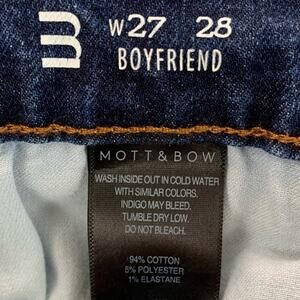 W27 28
BOYFRIEND
MOTT & BOW
WASH INSIDE OUT IN COLD WATER
WITH SIMILAR COLORS.
INDIGO MAY BLEED.
TUMBLE DRY LOW.
DO NOT BLEACH.
94% COTTON
5% POLYESTER
1% ELASTANE